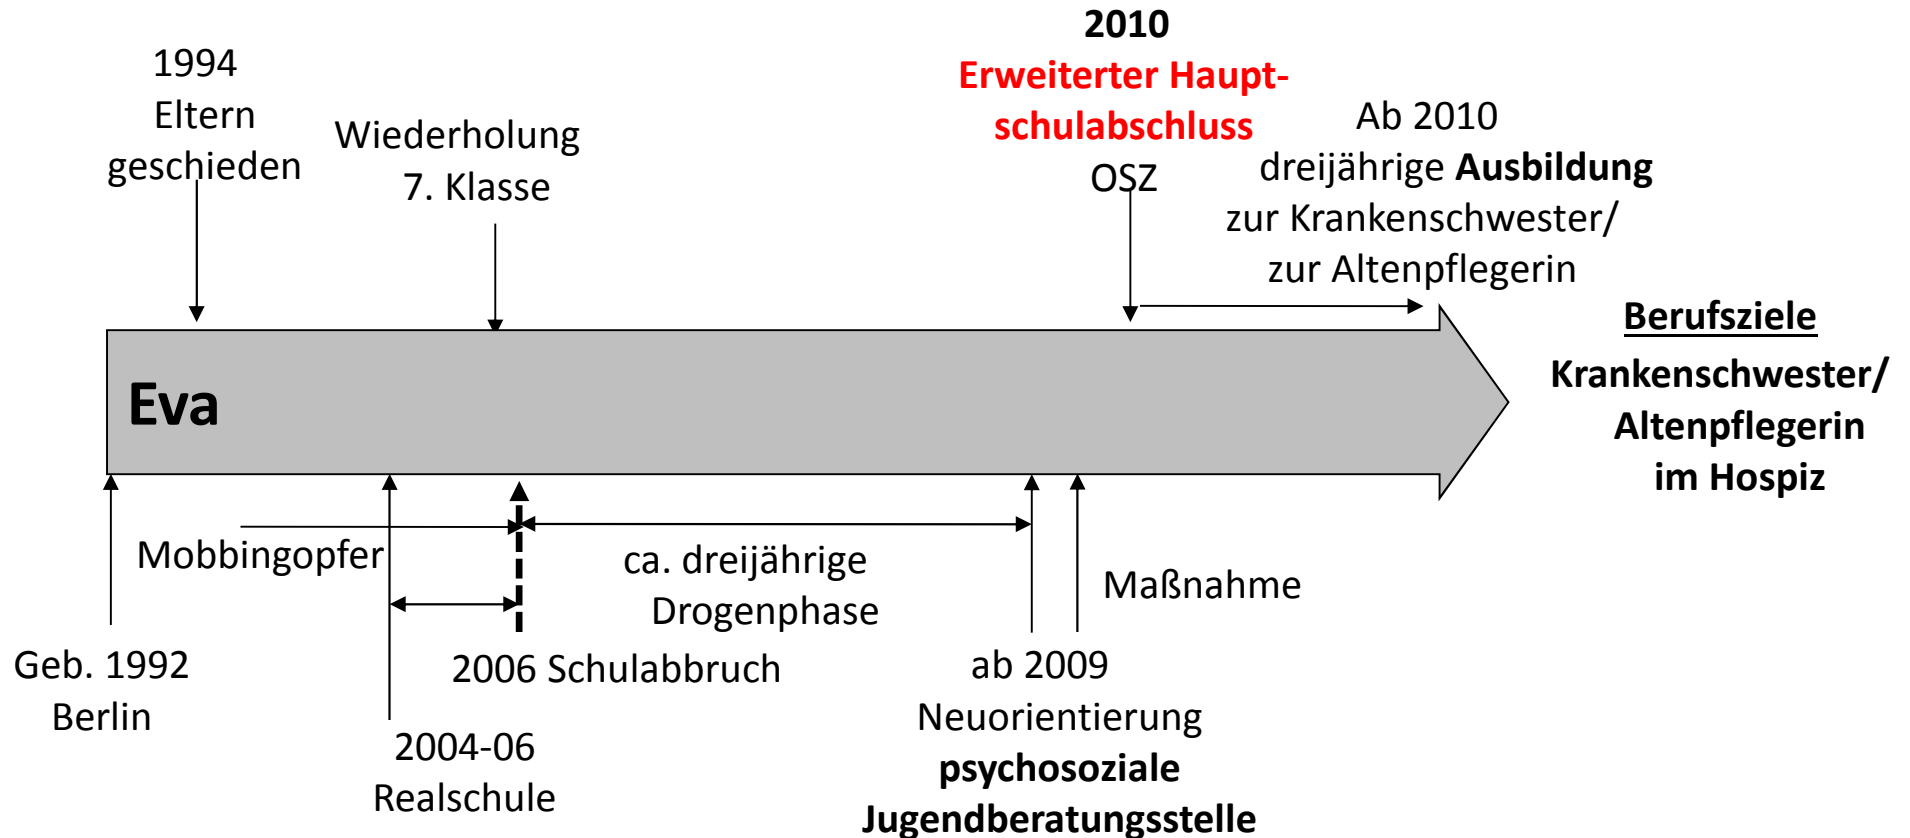 1994
Eltern
geschieden
Wiederholung
7. Klasse
2010
Erweiterter Haupt-
schulabschluss
OSZ
Ab 2010
dreijährige Ausbildung
zur Krankenschwester/
zur Altenpflegerin
Berufsziele
Krankenschwester/
Altenpflegerin
im Hospiz
Eva
Mobbingopfer
ca. dreijährige
Drogenphase
Maßnahme
Geb. 1992
Berlin
2006 Schulabbruch
2004-06
Realschule
ab 2009
Neuorientierung
psychosoziale
Jugendberatungsstelle